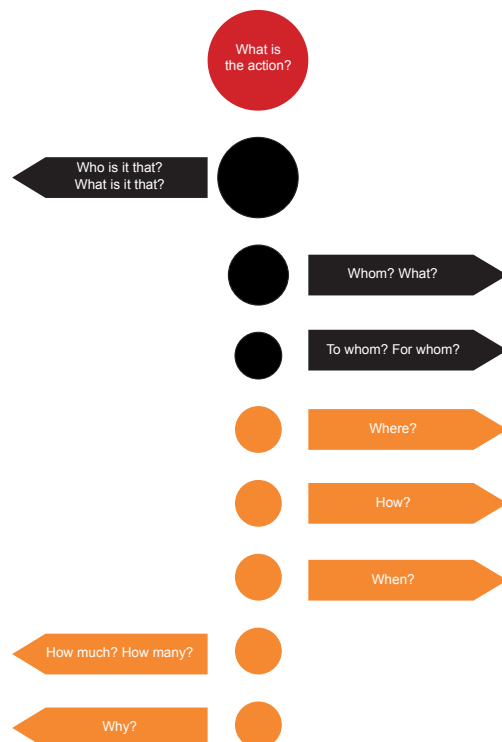 What is
the action?
Who is it that?
What is it that?
Whom? What?
To whom? For whom?
Where?
How?
When?
How much? How many?
Why?